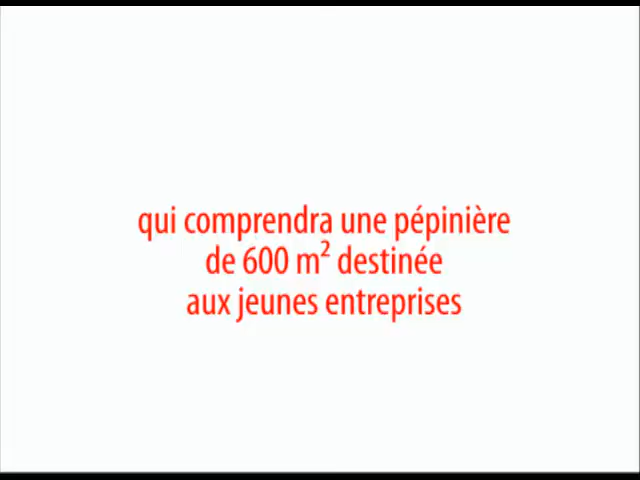 qui comprendra une pépinière
de 600 m² destinée
aux jeunes entreprises